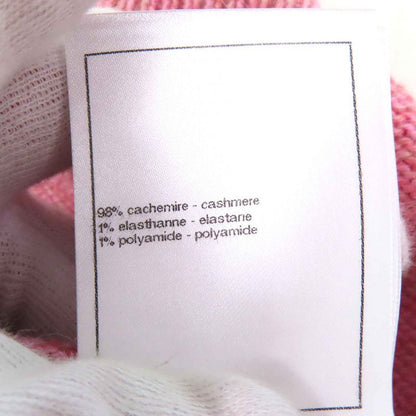 98% cachemire - cashmere
1% elasthanne - elastane
1% polyamide - polyamide